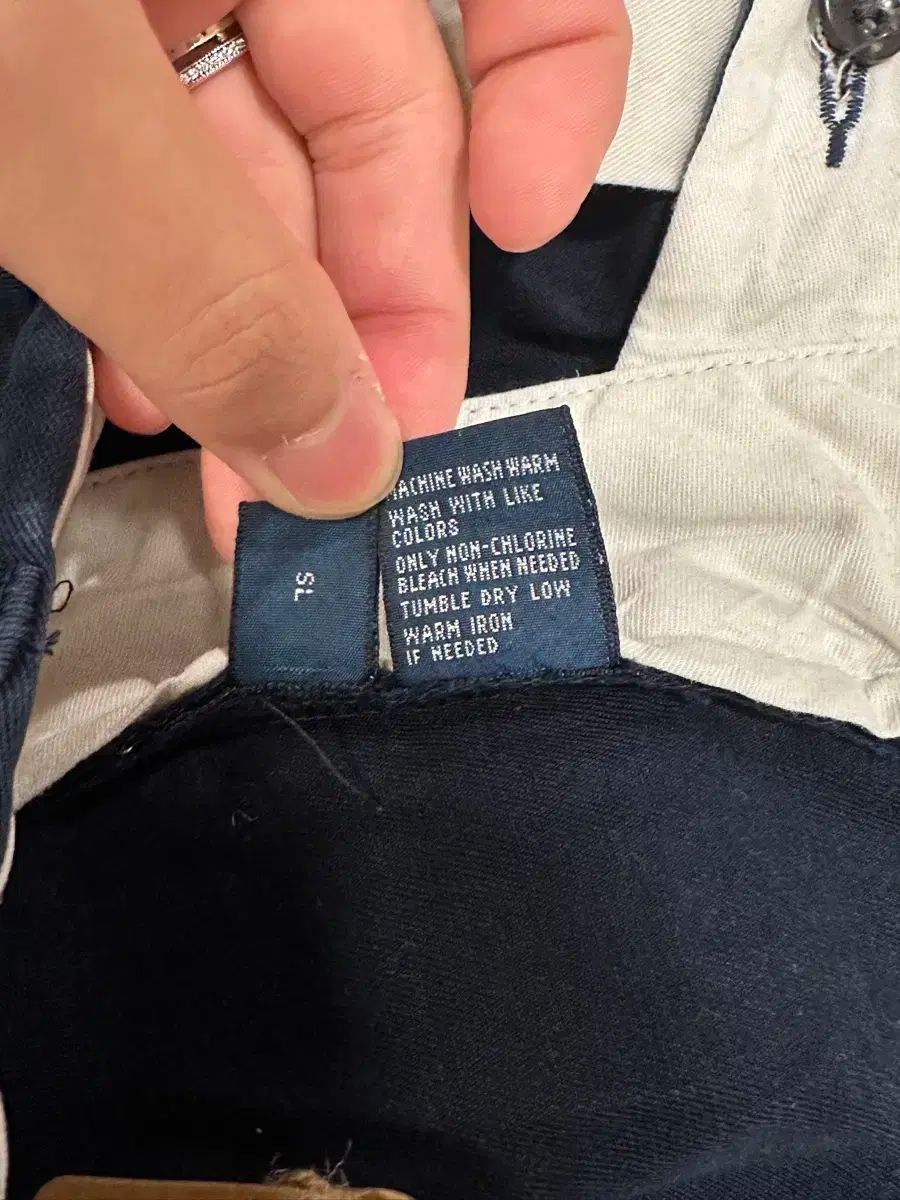 SL
MACHINE WASH WARM
WASH WITH LIKE
COLORS
ONLY NON-CHLORINE
BLEACH WHEN NEEDED
TUMBLE DRY LOW
WARM IRON
IF NEEDED